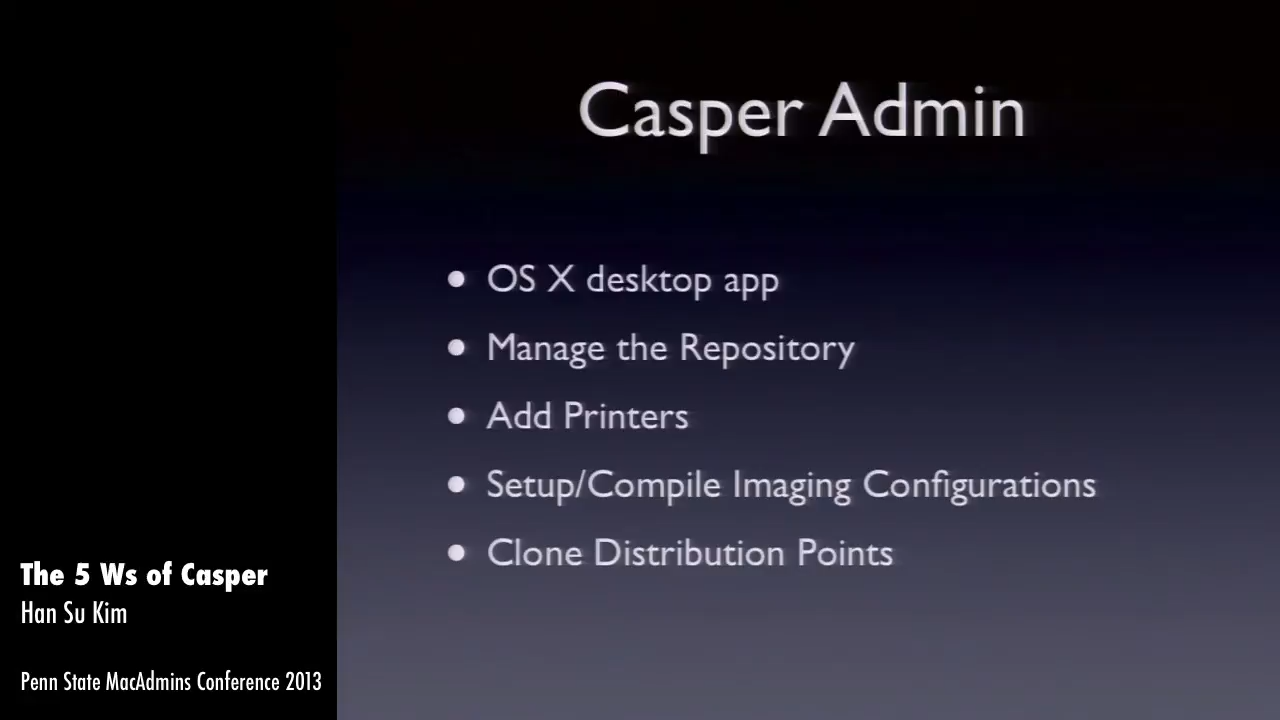 Casper Admin
• OS X desktop app
• Manage the Repository
• Add Printers
• Setup/Compile Imaging Configurations
• Clone Distribution Points
The 5 Ws of Casper
Han Su Kim
Penn State MacAdmins Conference 2013